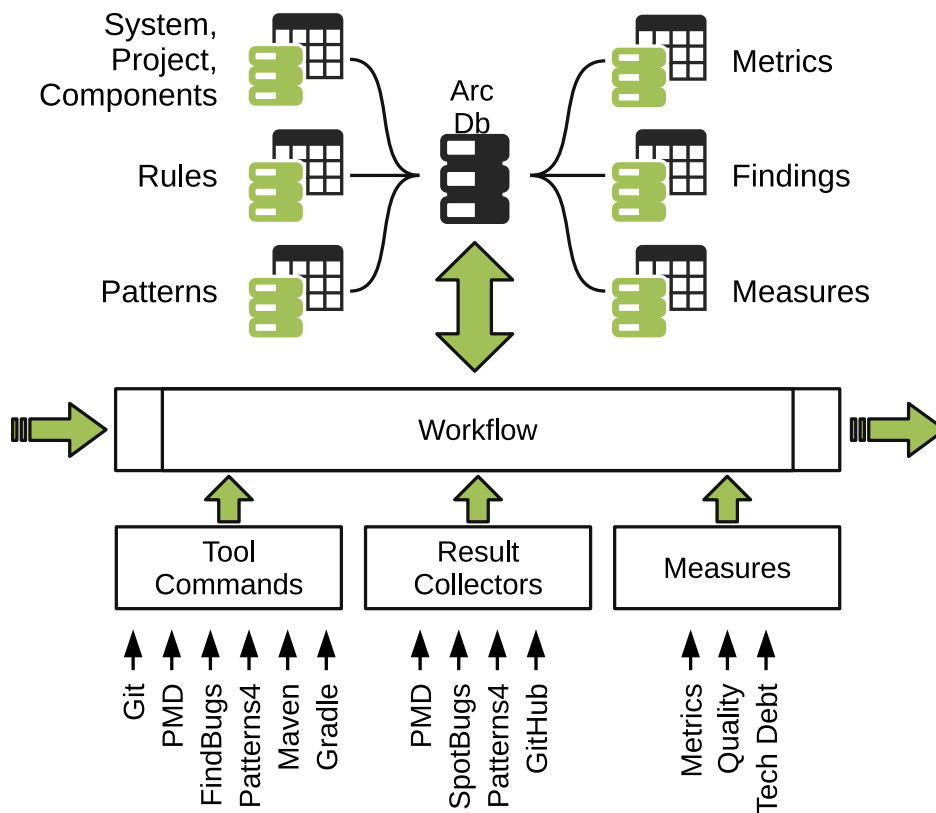 System,
Project,
Components
Arc
Db
Metrics
Rules
Findings
Patterns
Measures
Workflow
Tool
Commands
Result
Collectors
Measures
Git
PMD
FindBugs
Patterns4
Maven
Gradle
PMD
SpotBugs
Patterns4
GitHub
Metrics
Quality
Tech Debt